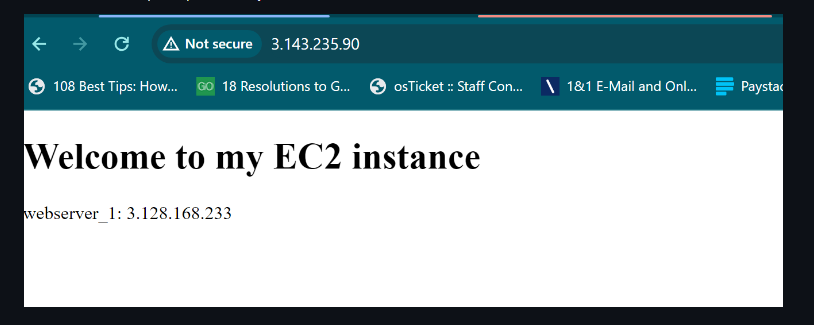 Not secure 3.143.235.90
108 Best Tips: How... GO 18 Resolutions to G... osTicket :: Staff Con... 1&1 E-Mail and Onl... Paystac
Welcome to my EC2 instance
webserver_1: 3.128.168.233